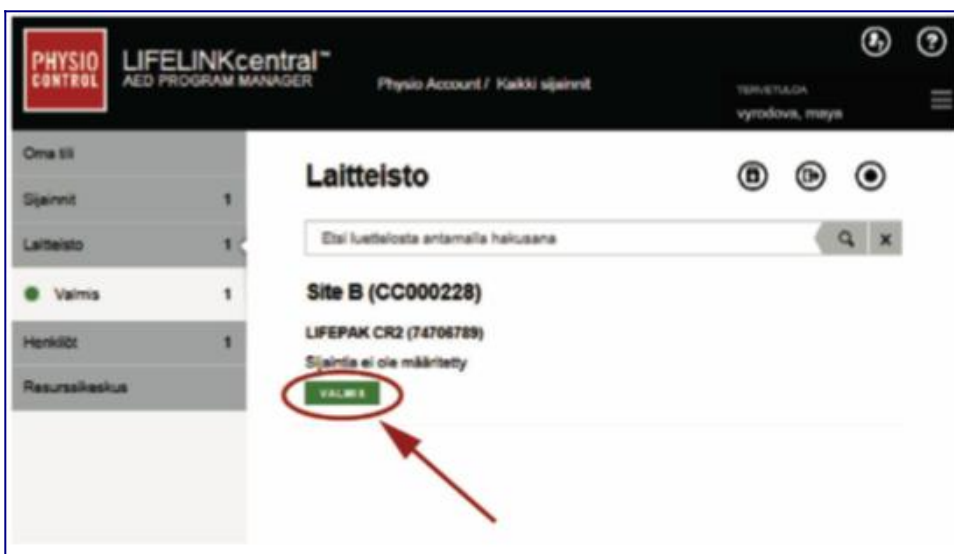 PHYSIO
CONTROL
LIFELINKcentral™
AED PROGRAM MANAGER
Physio Account / Kaikki sijainnit
TERVETULOA
vyrodova, maya
Oma tili
Sijainnit 1
Laitteisto 1
Valmis 1
Henkilöt 1
Resurssikeskus
Laitteisto
Etsi luettelosta antamalla hakusana
x
Site B (CC000228)
LIFEPAK CR2 (74706789)
Sijaintia ei ole määritetty
VALMIS